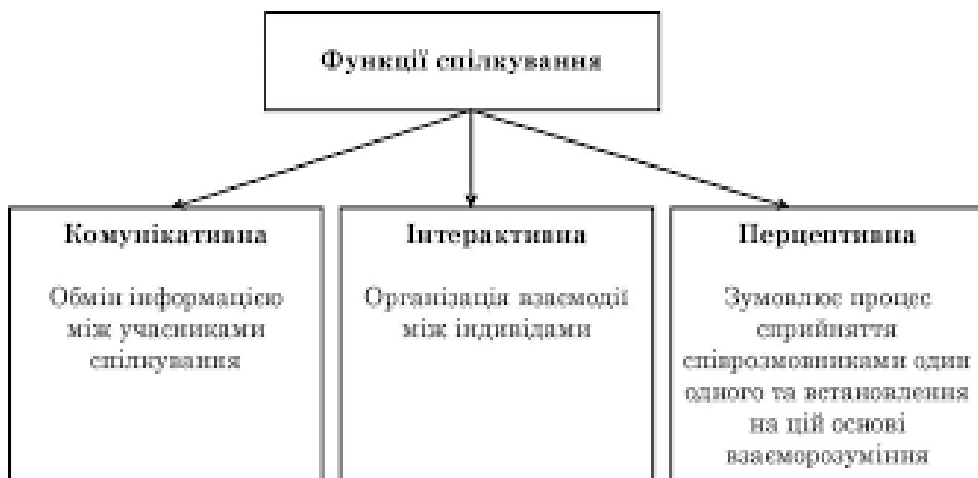 Функції спілкування
Комунікативна
Обмін інформацією
між учасниками
спілкування
Інтерактивна
Організація взаємодії
між індивідами
Перцептивна
Зумовлює процес
сприйняття
співрозмовниками один
одного та встановлення
на цій основі
взаєморозуміння